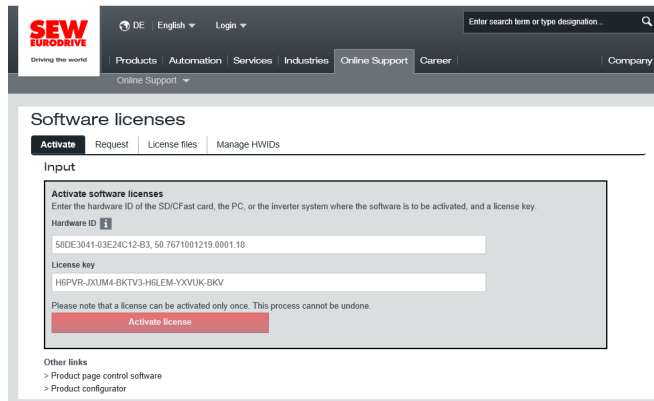 SEW
EURODRIVE
Driving the world
DE | English Login
Enter search term or type designation...
Products | Automation | Services | Industries | Online Support | Career | Company
Online Support
Software licenses
Activate Request License files Manage HWIDs
Input
Activate software licenses
Enter the hardware ID of the SD/CFast card, the PC, or the inverter system where the software is to be activated, and a license key.
Hardware ID i
58DE3041-03E24C12-B3, 50.7671001219.0001.18
License key
H6PVR-JXUM4-BKTV3-H6LEM-YXVUK-BKV
Please note that a license can be activated only once. This process cannot be undone.
Activate license
Other links
> Product page control software
> Product configurator